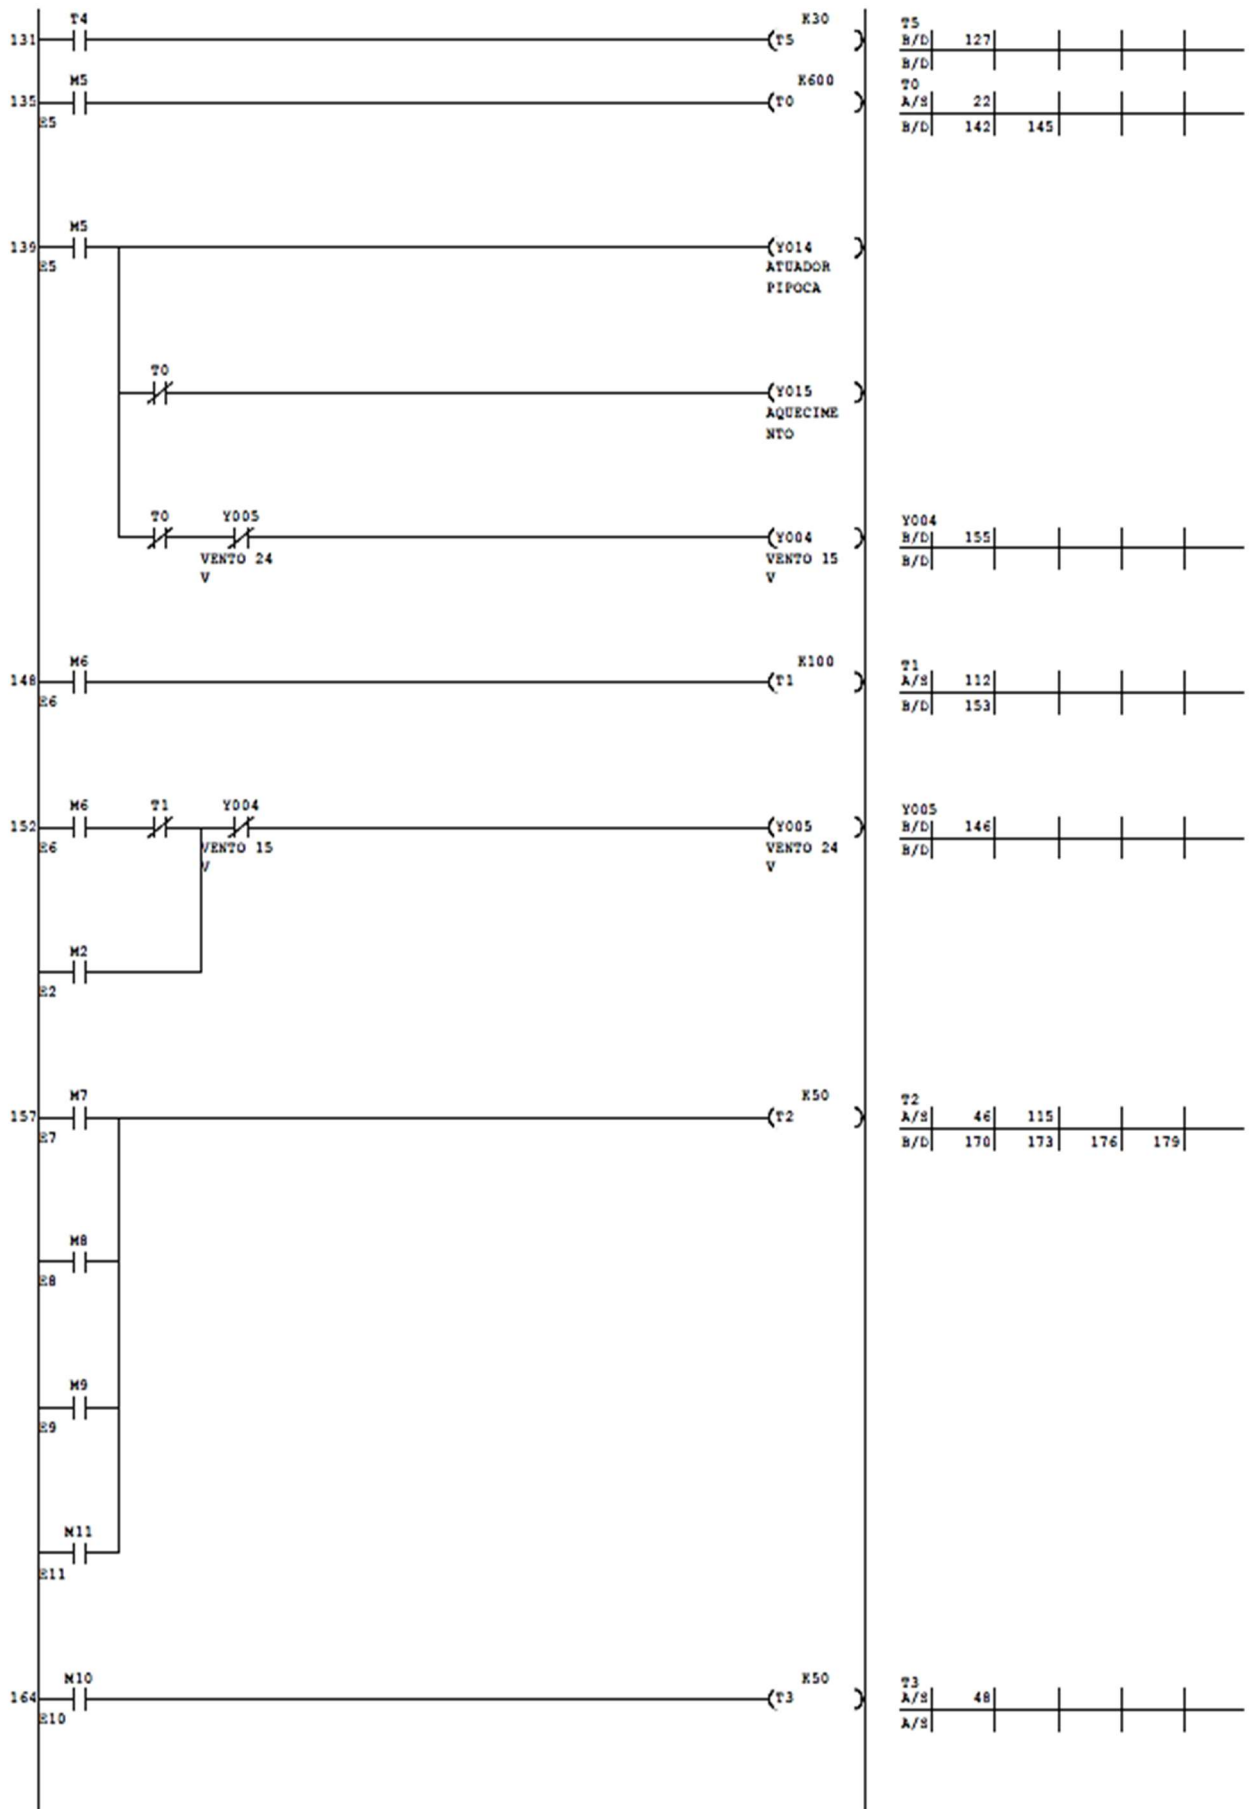 T4 K30 T5
131 (T5 ) B/D 127
B/D
M5 K600 T0
135 (T0 ) A/S 22
E5 B/D 142 145
M5
139 (Y014 )
E5 ATUADOR
PIPOCA
T0
(Y015 )
AQUECIME
NTO
T0 Y005 Y004
(Y004 ) B/D 155
VENTO 24 VENTO 15 B/D
V V
M6 K100 T1
148 (T1 ) A/S 112
E6 B/D 153
M6 T1 Y004 Y005
152 (Y005 ) B/D 146
E6 VENTO 15 VENTO 24 B/D
V V
M2
E2
M7 K50 T2
157 (T2 ) A/S 46 115
E7 B/D 170 173 176 179
M8
E8
M9
E9
M11
E11
M10 K50 T3
164 (T3 ) A/S 48
E10 A/S